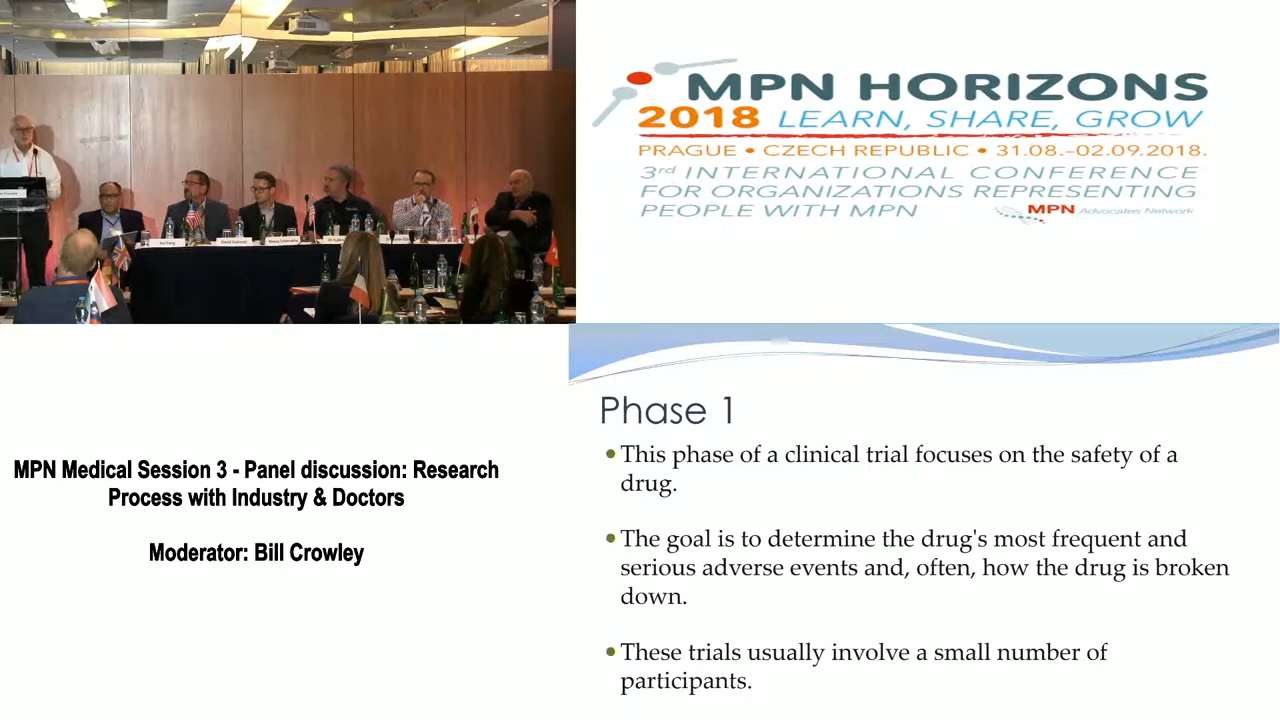 MPN HORIZONS
2018 LEARN, SHARE, GROW
PRAGUE • CZECH REPUBLIC • 31.08.–02.09.2018.
3rd INTERNATIONAL CONFERENCE
FOR ORGANIZATIONS REPRESENTING
PEOPLE WITH MPN
MPN Advocates Network
MPN Medical Session 3 - Panel discussion: Research
Process with Industry & Doctors
Moderator: Bill Crowley
Phase 1
•This phase of a clinical trial focuses on the safety of a
drug.
•The goal is to determine the drug's most frequent and
serious adverse events and, often, how the drug is broken
down.
•These trials usually involve a small number of
participants.